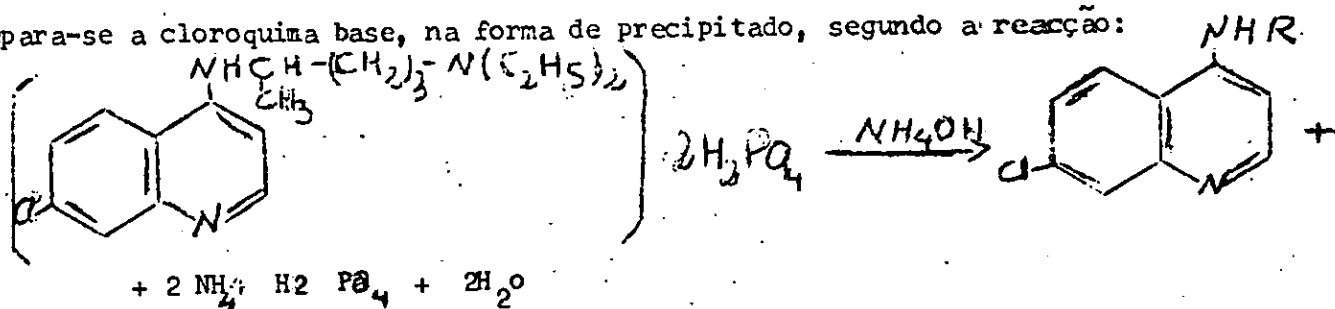 para-se a cloroquina base, na forma de precipitado, segundo a reacção:
NHCH-(CH2)3-N(C2H5)2
CH3
Cl
N
2H3PO4
NH4OH
NHR
Cl
N
+
+ 2 NH4 H2 PO4 + 2H2O